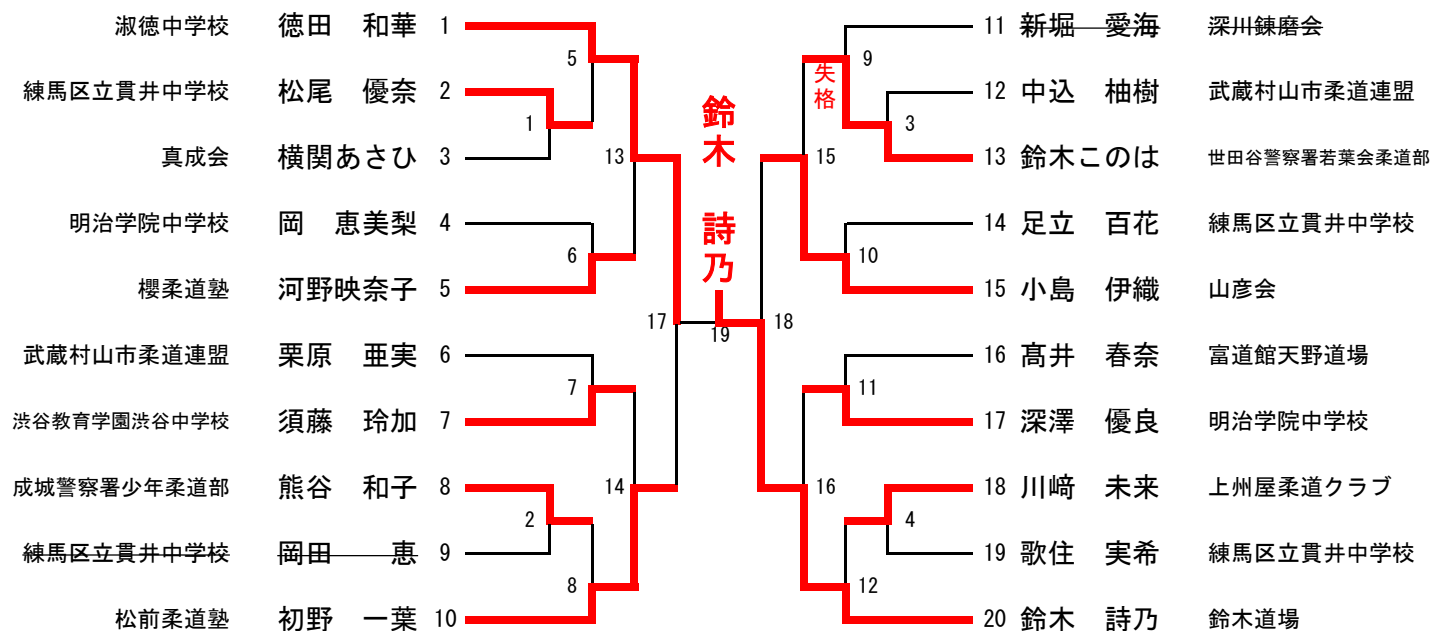 淑徳中学校 徳田 和華 1
練馬区立貫井中学校 松尾 優奈 2
真成会 横関あさひ 3
明治学院中学校 岡 恵美梨 4
櫻柔道塾 河野映奈子 5
武蔵村山市柔道連盟 栗原 亜実 6
渋谷教育学園渋谷中学校 須藤 玲加 7
成城警察署少年柔道部 熊谷 和子 8
練馬区立貫井中学校 岡田 恵 9
松前柔道塾 初野 一葉 10
5
1
13
6
17
7
14
2
8
鈴木 詩乃
19
失格
9
3
15
10
18
11
16
4
12
11 新堀 愛海 深川錬磨会
12 中込 柚樹 武蔵村山市柔道連盟
13 鈴木このは 世田谷警察署若葉会柔道部
14 足立 百花 練馬区立貫井中学校
15 小島 伊織 山彦会
16 髙井 春奈 富道館天野道場
17 深澤 優良 明治学院中学校
18 川﨑 未来 上州屋柔道クラブ
19 歌住 実希 練馬区立貫井中学校
20 鈴木 詩乃 鈴木道場